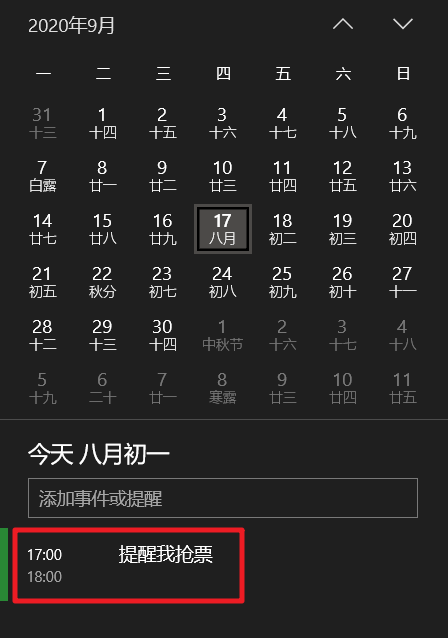 2020年9月
一 二 三 四 五 六 日
31 1 2 3 4 5 6
十三 十四 十五 十六 十七 十八 十九
7 8 9 10 11 12 13
白露 廿一 廿二 廿三 廿四 廿五 廿六
14 15 16 17 18 19 20
廿七 廿八 廿九 八月 初二 初三 初四
21 22 23 24 25 26 27
初五 秋分 初七 初八 初九 初十 十一
28 29 30 1 2 3 4
十二 十三 十四 中秋节 十六 十七 十八
5 6 7 8 9 10 11
十九 二十 廿一 寒露 廿三 廿四 廿五
今天 八月初一
添加事件或提醒
17:00 提醒我抢票
18:00